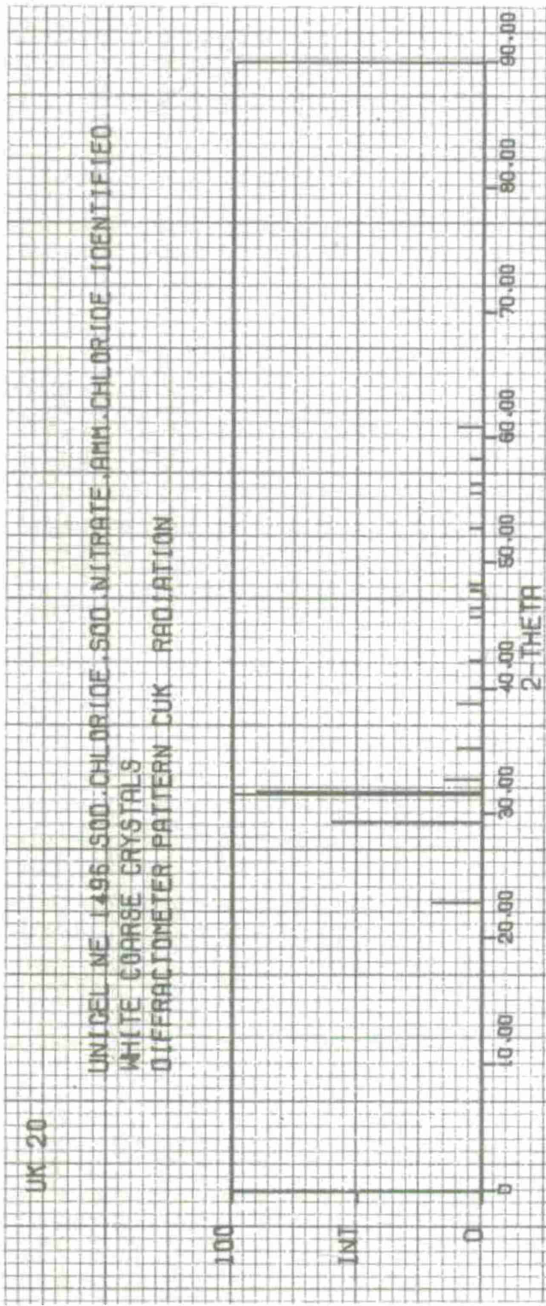 UK 20
UNIGEL NE 1496 SOD.CHLORIDE.SOD.NITRATE.AMM.CHLORIDE IDENTIFIED
WHITE COARSE CRYSTALS
DIFFRACTOMETER PATTERN CUK RADIATION
100
INT
0
0 10.00 20.00 30.00 40.00 50.00 60.00 70.00 80.00 90.00
2-THETA